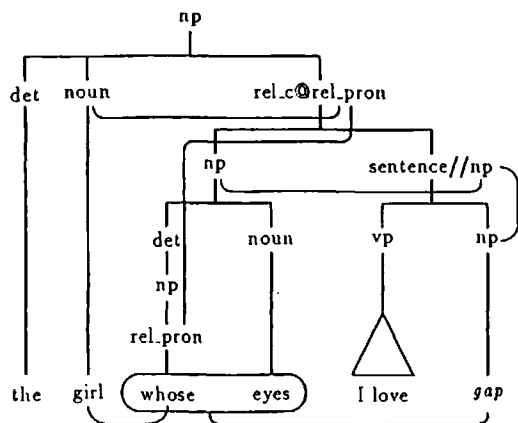 np
det noun rel_c@rel_pron
np sentence//np
det noun vp np
np
rel_pron
the girl whose eyes I love gap